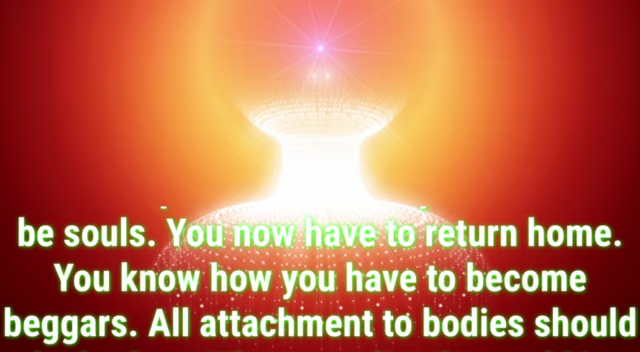 be souls. You now have to return home.
You know how you have to become
beggars. All attachment to bodies should